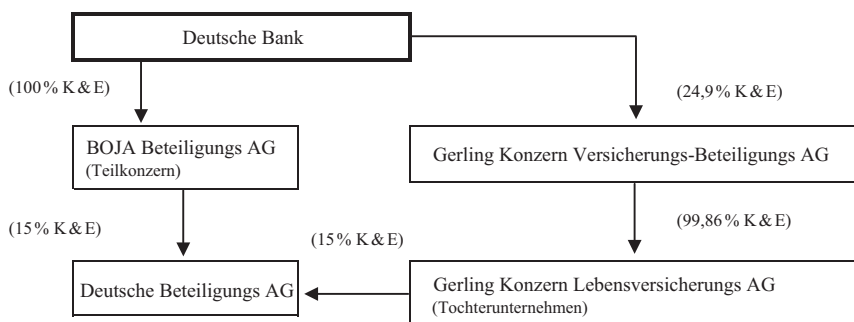 Deutsche Bank
(100% K & E)
(24,9% K & E)
BOJA Beteiligungs AG
(Teilkonzern)
Gerling Konzern Versicherungs-Beteiligungs AG
(15% K & E)
(15% K & E)
(99,86% K & E)
Deutsche Beteiligungs AG
Gerling Konzern Lebensversicherungs AG
(Tochterunternehmen)